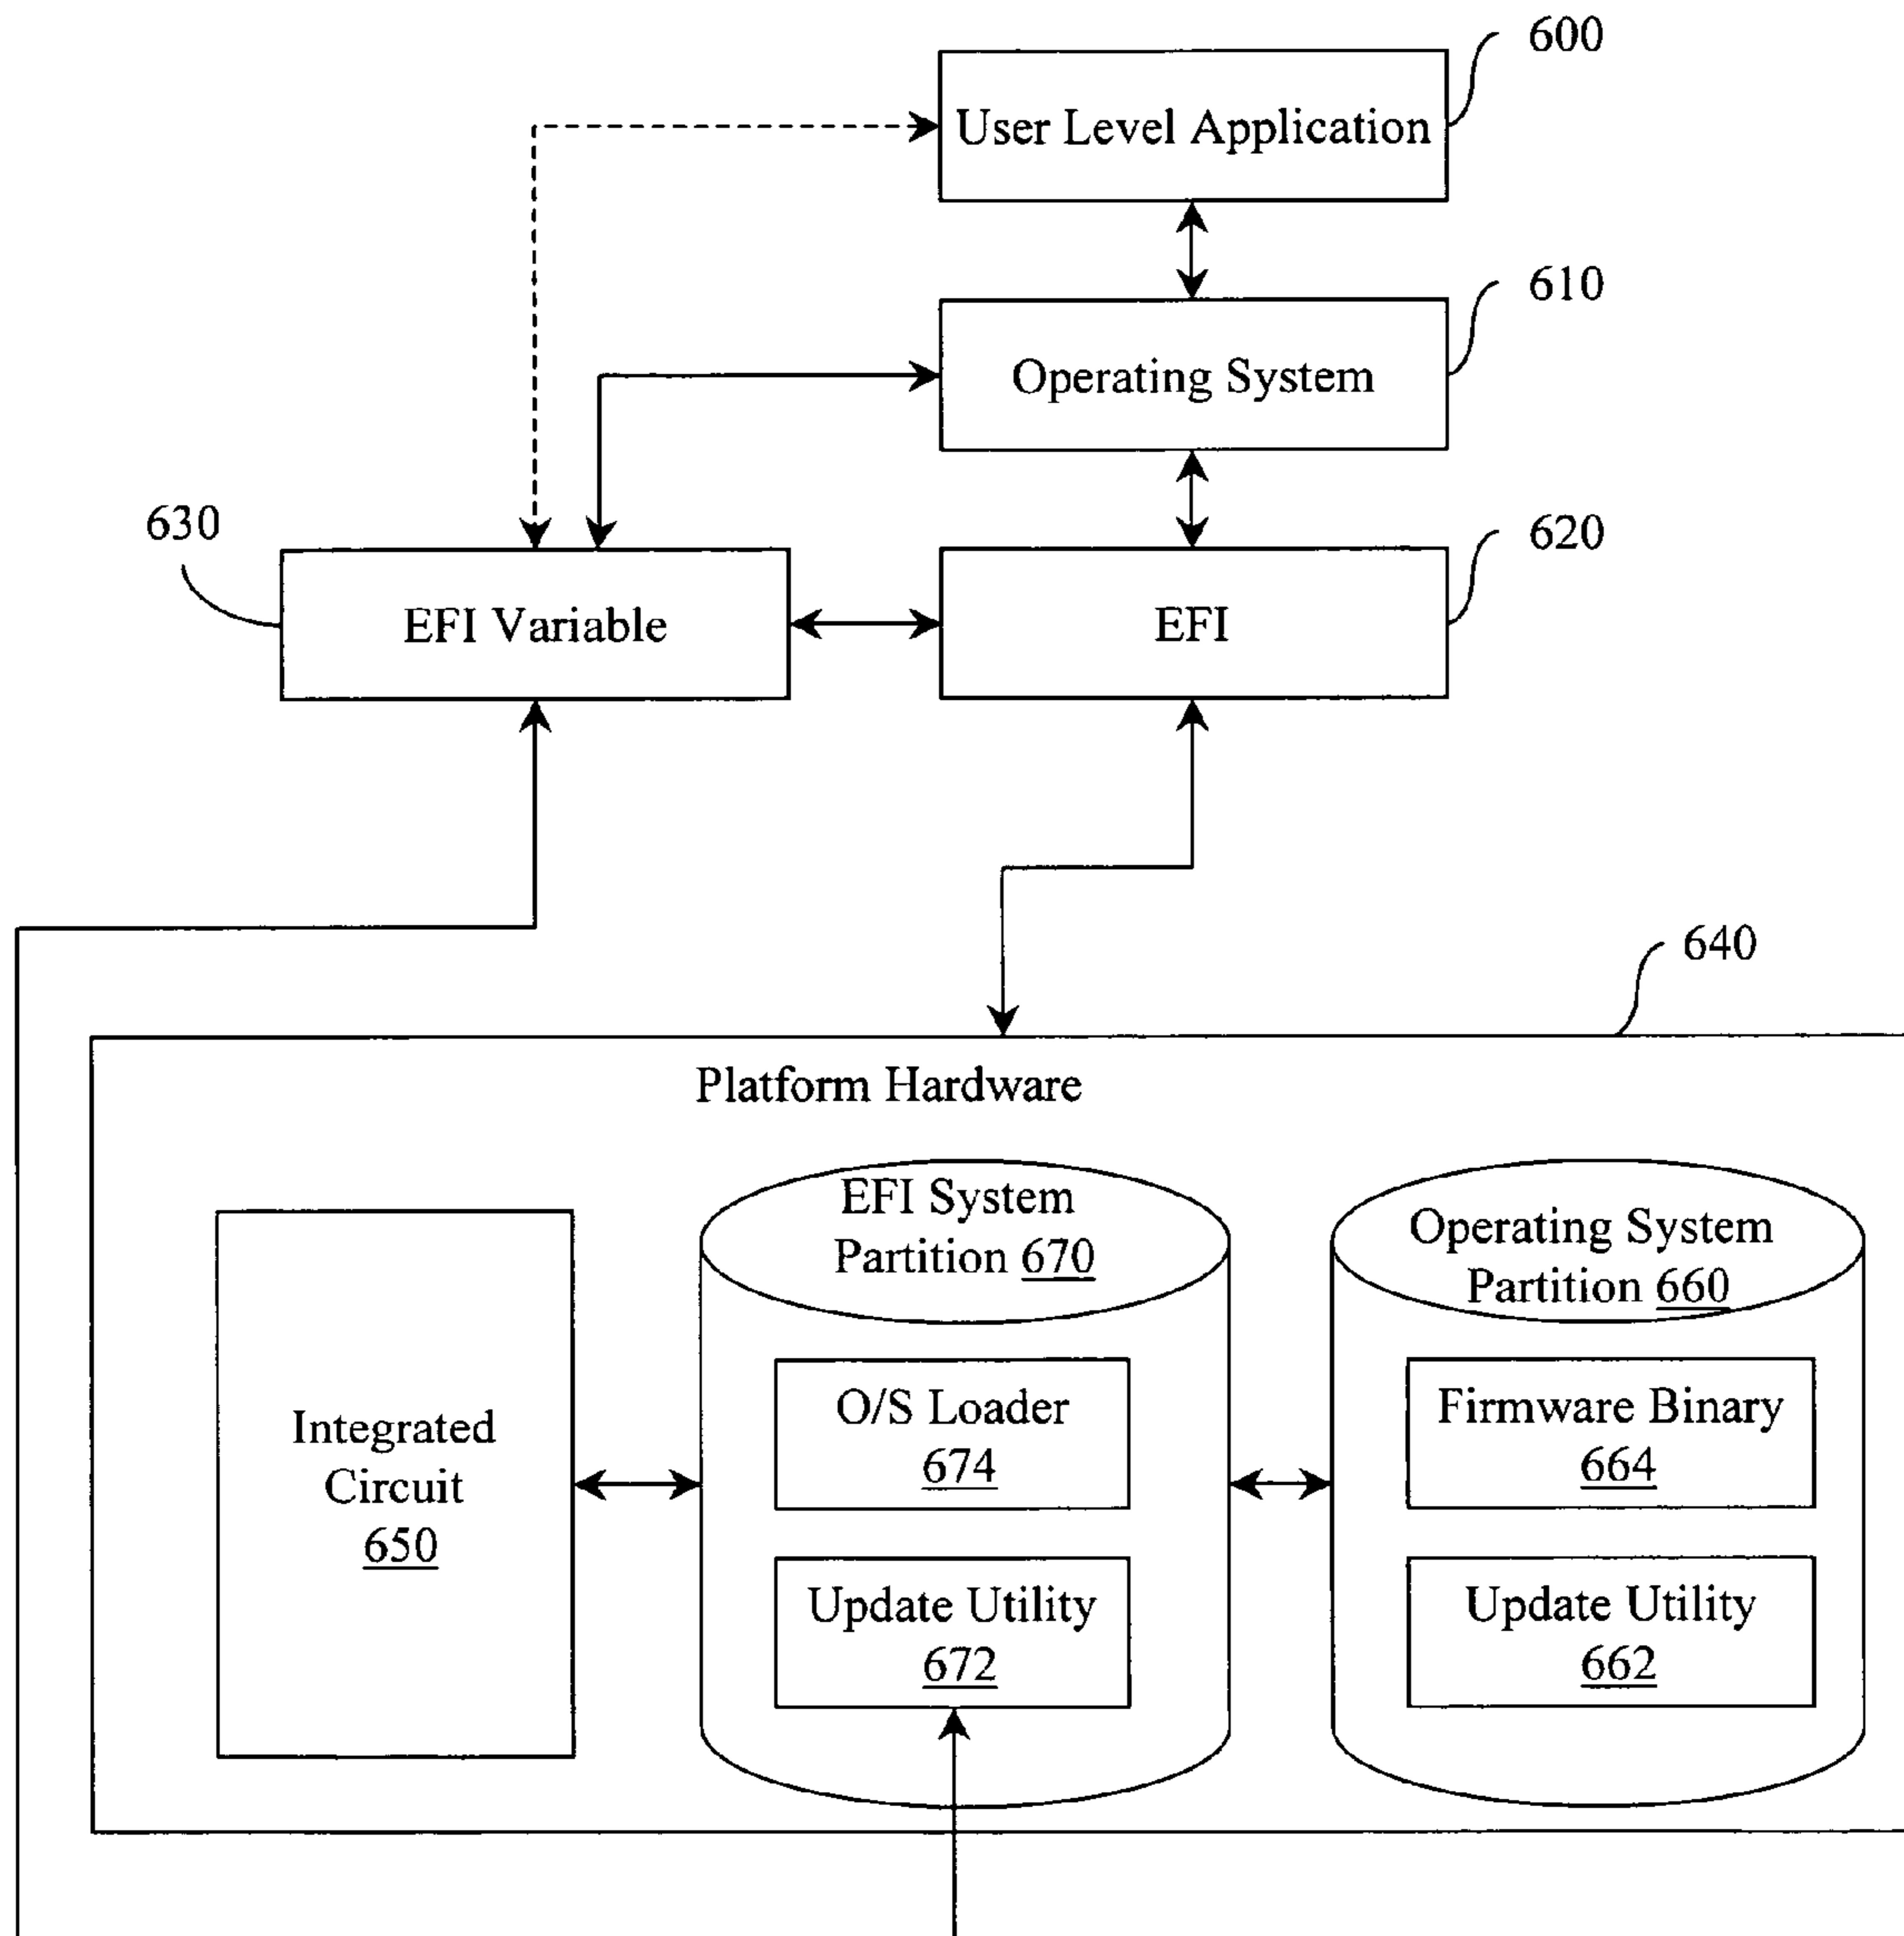 600
User Level Application
610
Operating System
630
620
EFI Variable
EFI
640
Platform Hardware
EFI System
Partition 670
Operating System
Partition 660
Integrated
Circuit
650
O/S Loader
674
Firmware Binary
664
Update Utility
672
Update Utility
662